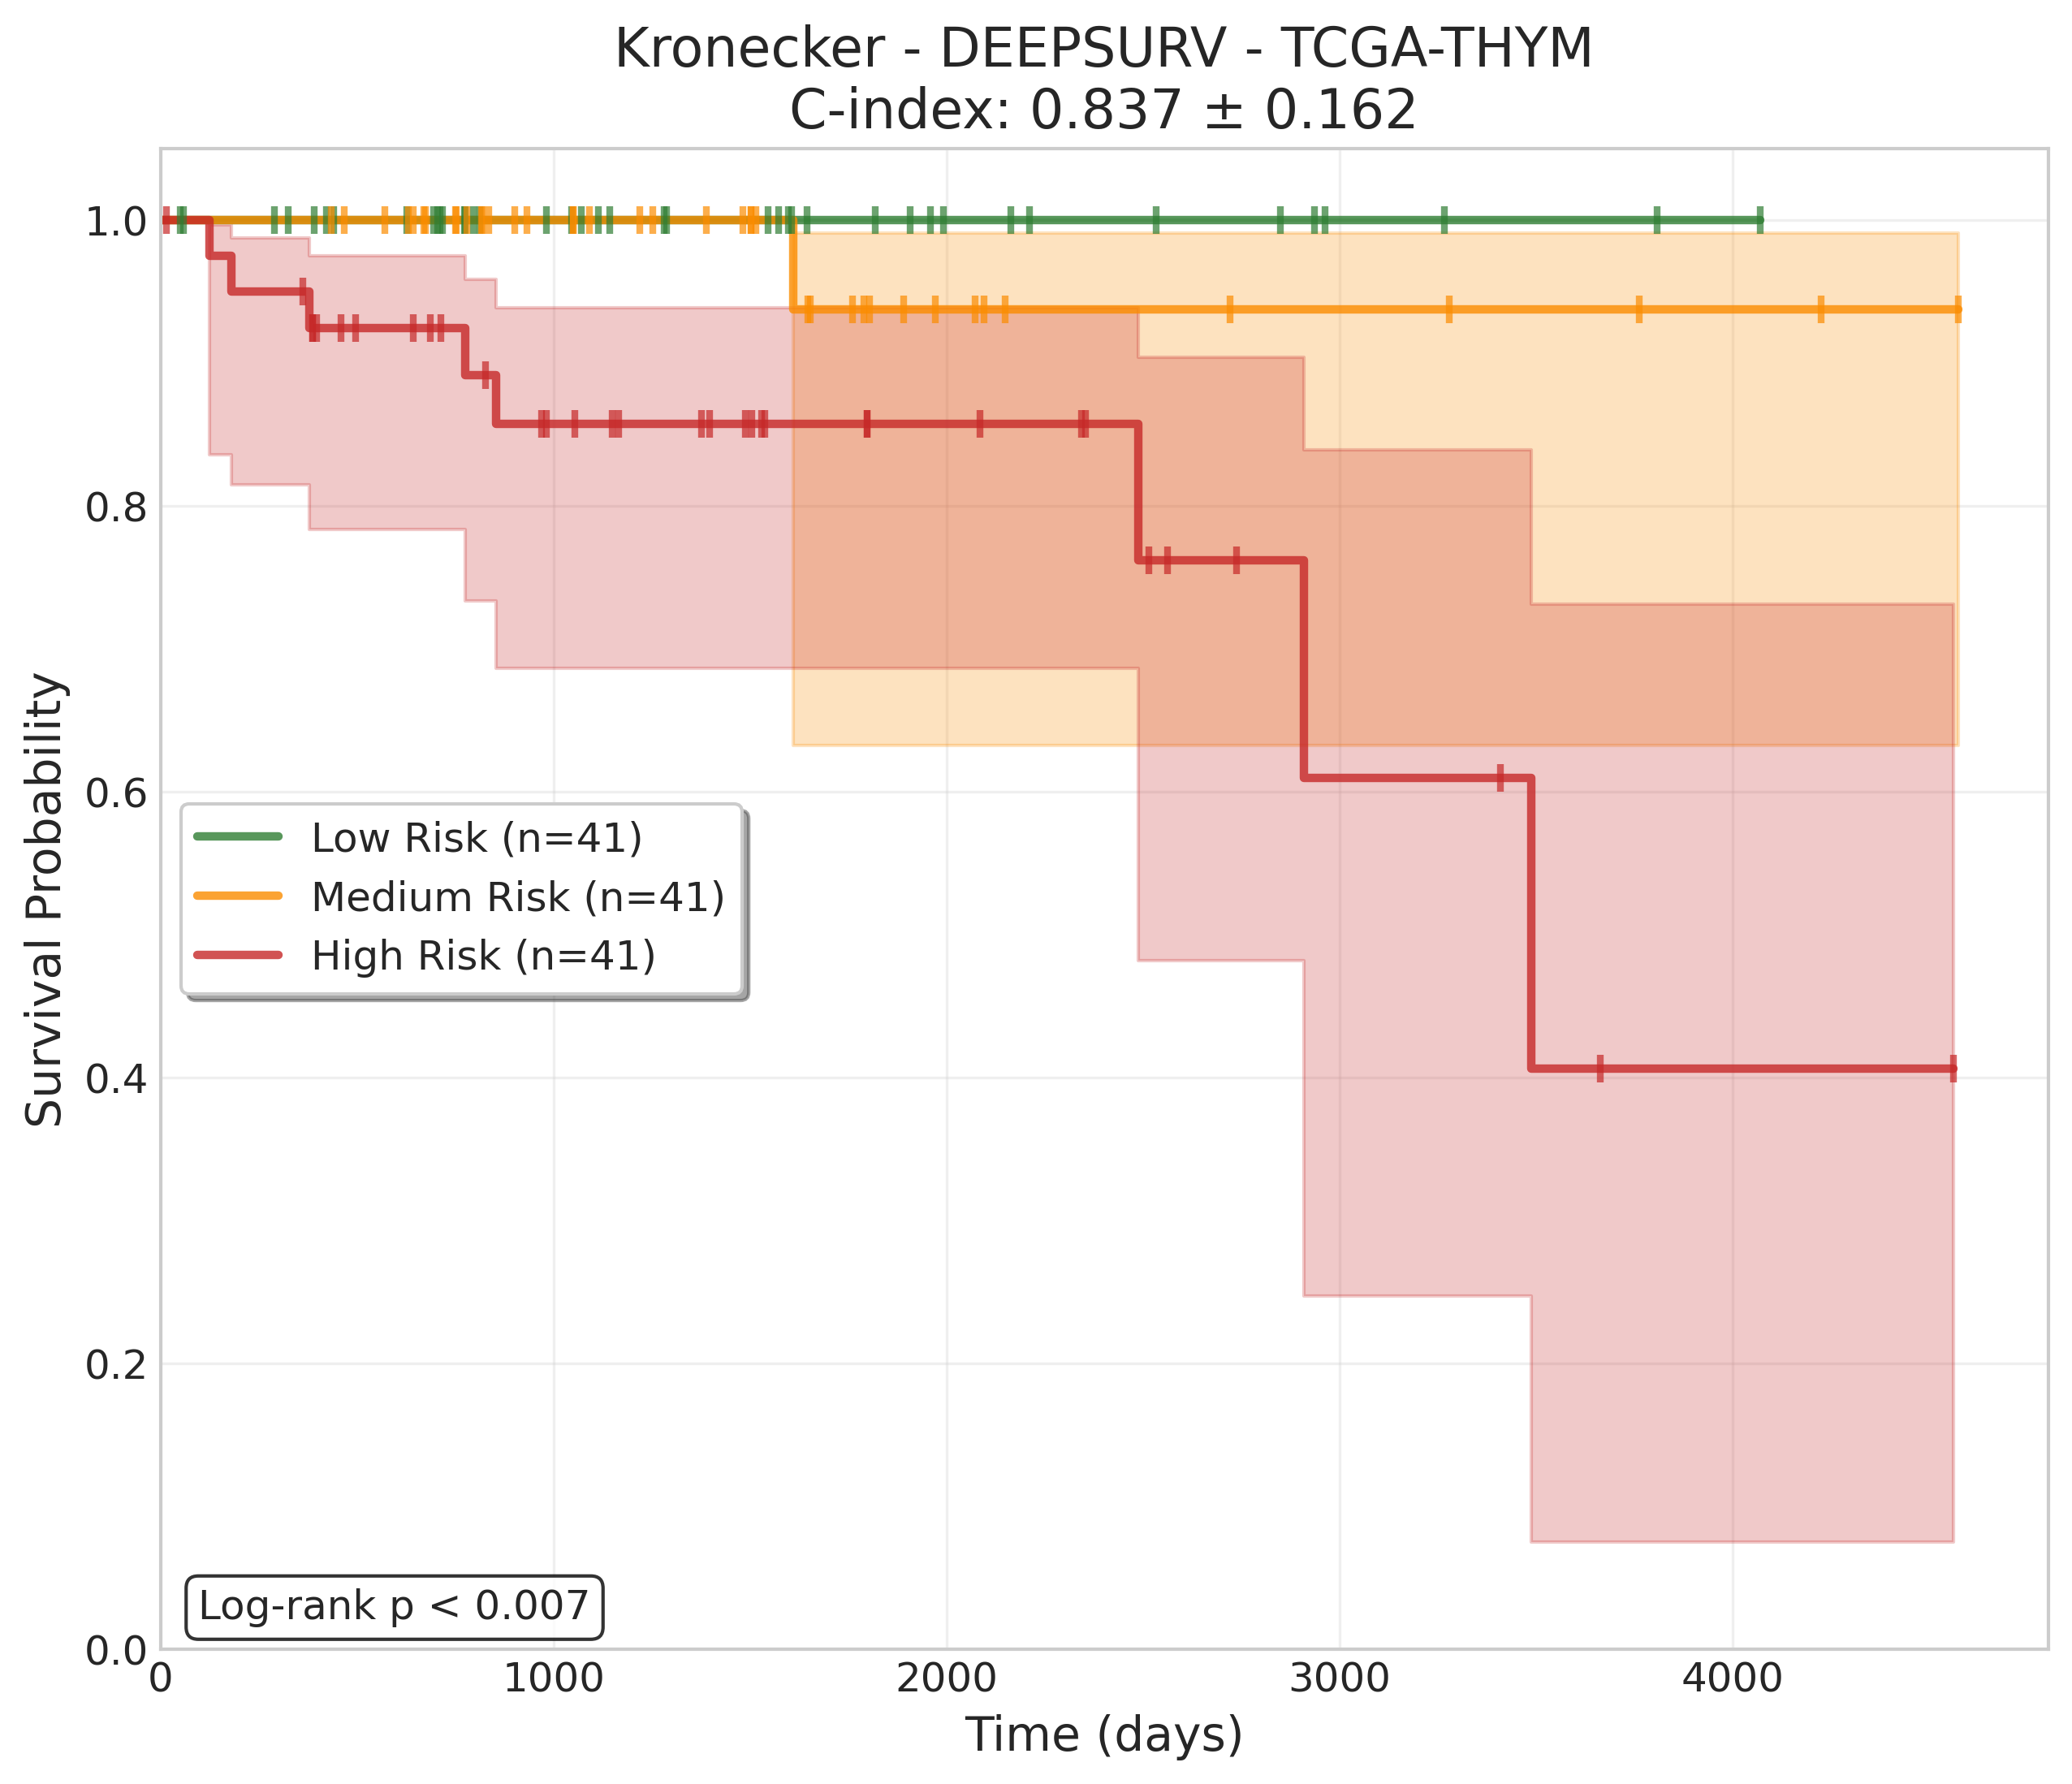 Kronecker - DEEPSURV - TCGA-THYM
C-index: 0.837 ± 0.162
Survival Probability
1.0
0.8
0.6
0.4
0.2
0.0
Low Risk (n=41)
Medium Risk (n=41)
High Risk (n=41)
Log-rank p < 0.007
0 1000 2000 3000 4000
Time (days)